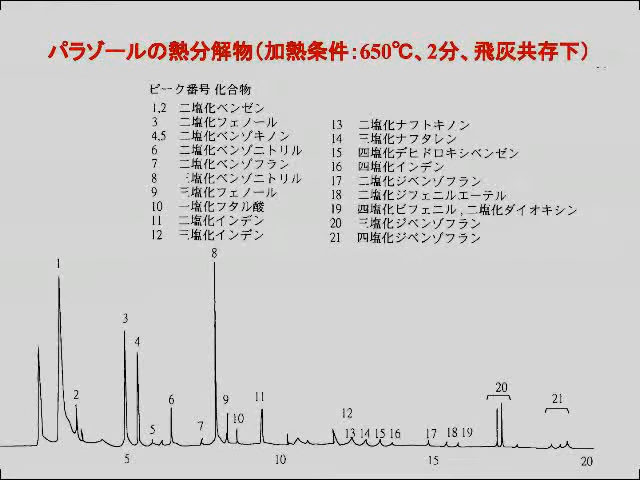 パラゾールの熱分解物（加熱条件：650℃、2分、飛灰共存下）
ピーク番号 化合物
1,2 二塩化ベンゼン
3 二塩化フェノール
4,5 二塩化ベンゾキノン
6 二塩化ベンゾニトリル
7 二塩化ベンゾフラン
8 三塩化ベンゾニトリル
9 三塩化フェノール
10 一塩化フタル酸
11 二塩化インデン
12 三塩化インデン
13 二塩化ナフトキノン
14 三塩化ナフタレン
15 四塩化デヒドロキシベンゼン
16 四塩化インデン
17 二塩化ジベンゾフラン
18 二塩化ジフェニルエーテル
19 四塩化ビフェニル,二塩化ダイオキシン
20 三塩化ジベンゾフラン
21 四塩化ジベンゾフラン
1
2
3
4
5
6
7
8
9
10
11
12
13 14 15 16
17 18 19
20
21
5 10 15 20